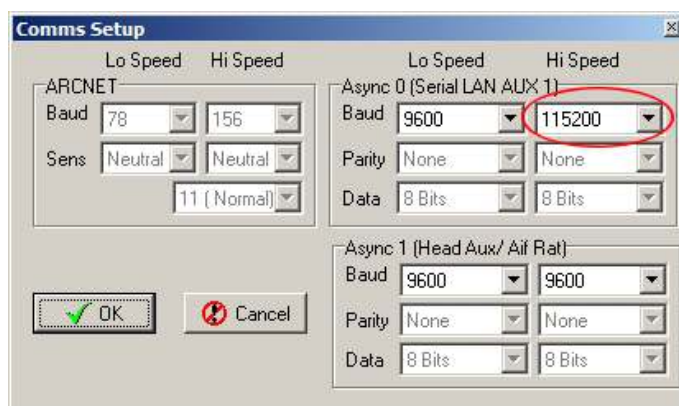 Comms Setup
Lo Speed Hi Speed
ARCNET
Baud 78 156
Sens Neutral Neutral
11 ( Normal)
Lo Speed Hi Speed
Async 0 (Serial LAN AUX 1)
Baud 9600 115200
Parity None None
Data 8 Bits 8 Bits
Async 1 (Head Aux/ Aif Rat)
Baud 9600 9600
Parity None None
Data 8 Bits 8 Bits
OK Cancel